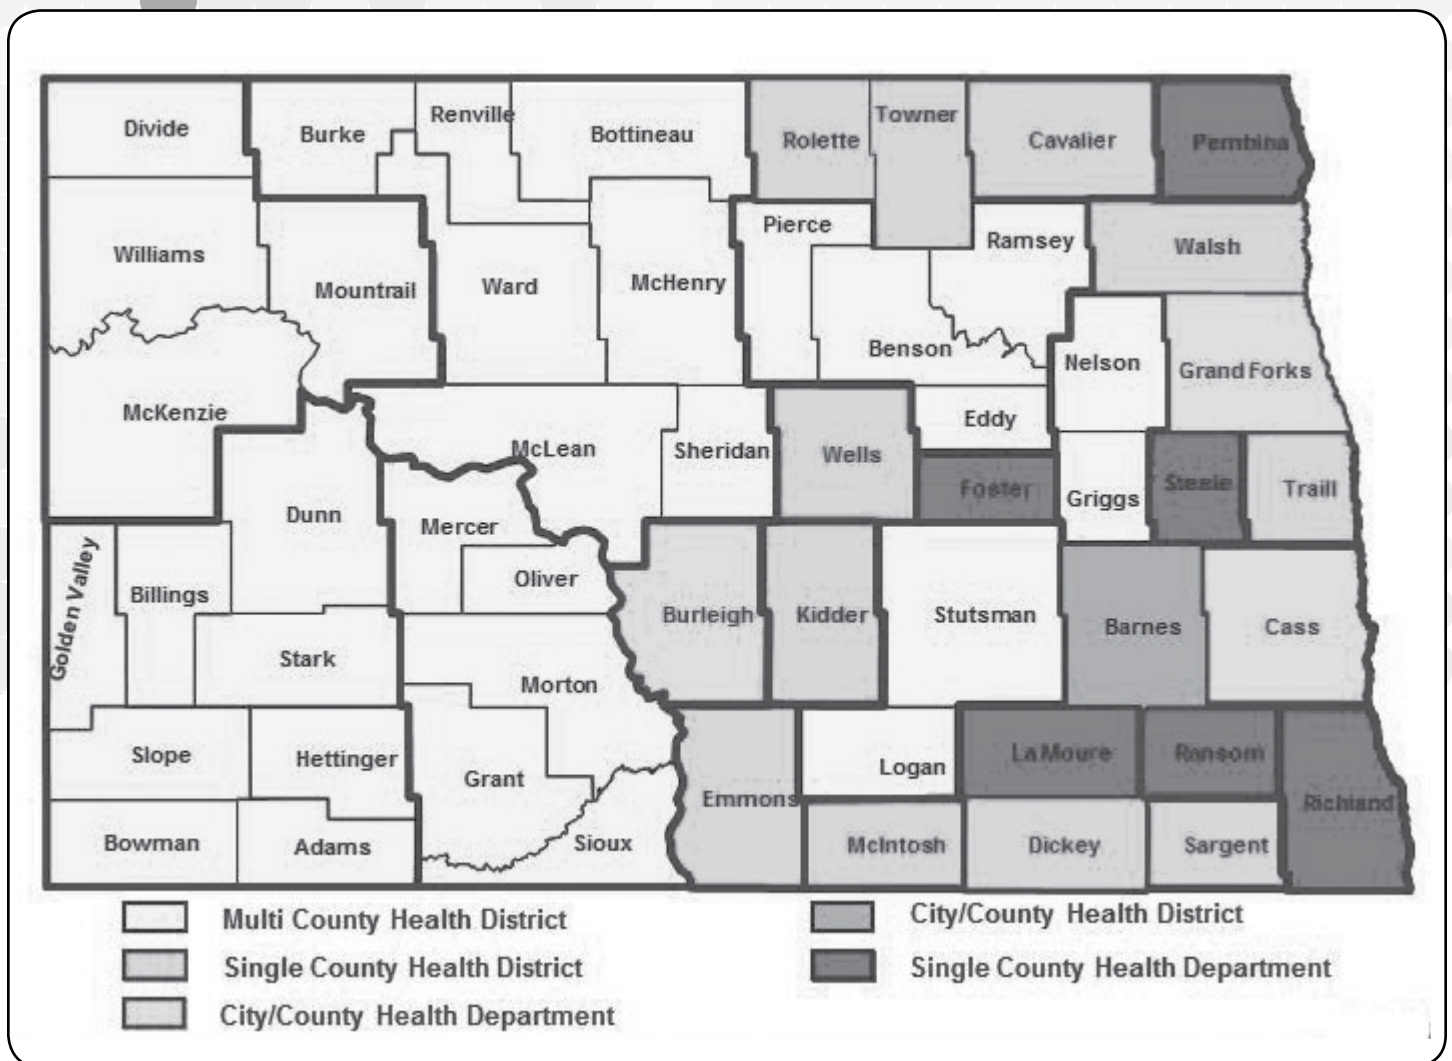 Divide
Burke
Renville
Bottineau
Rolette
Towner
Cavalier
Pembina
Williams
Mountrail
Ward
McHenry
Pierce
Ramsey
Walsh
McKenzie
Benson
Nelson
Grand Forks
McLean
Sheridan
Wells
Eddy
Foster
Griggs
Steele
Traill
Dunn
Mercer
Oliver
Golden Valley
Billings
Stark
Morton
Burleigh
Kidder
Stutsman
Barnes
Cass
Slope
Hettinger
Grant
Emmons
Logan
LaMoure
Ransom
Richland
Bowman
Adams
Sioux
McIntosh
Dickey
Sargent
Multi County Health District
Single County Health District
City/County Health Department
City/County Health District
Single County Health Department